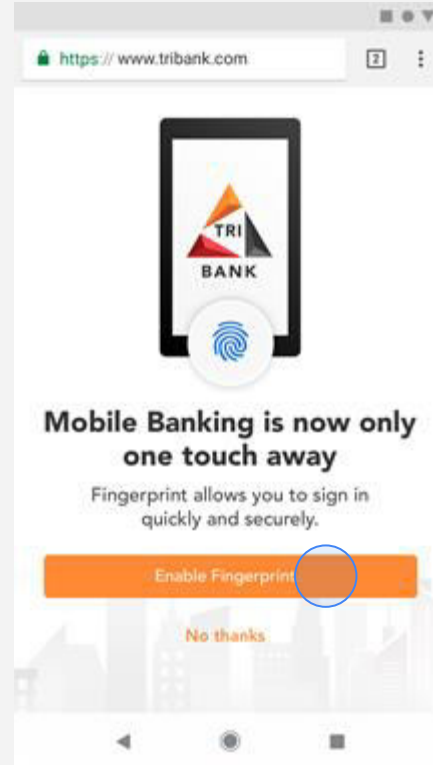 https://www.tribank.com
2
TRI
BANK
Mobile Banking is now only
one touch away
Fingerprint allows you to sign in
quickly and securely.
Enable Fingerprint
No thanks